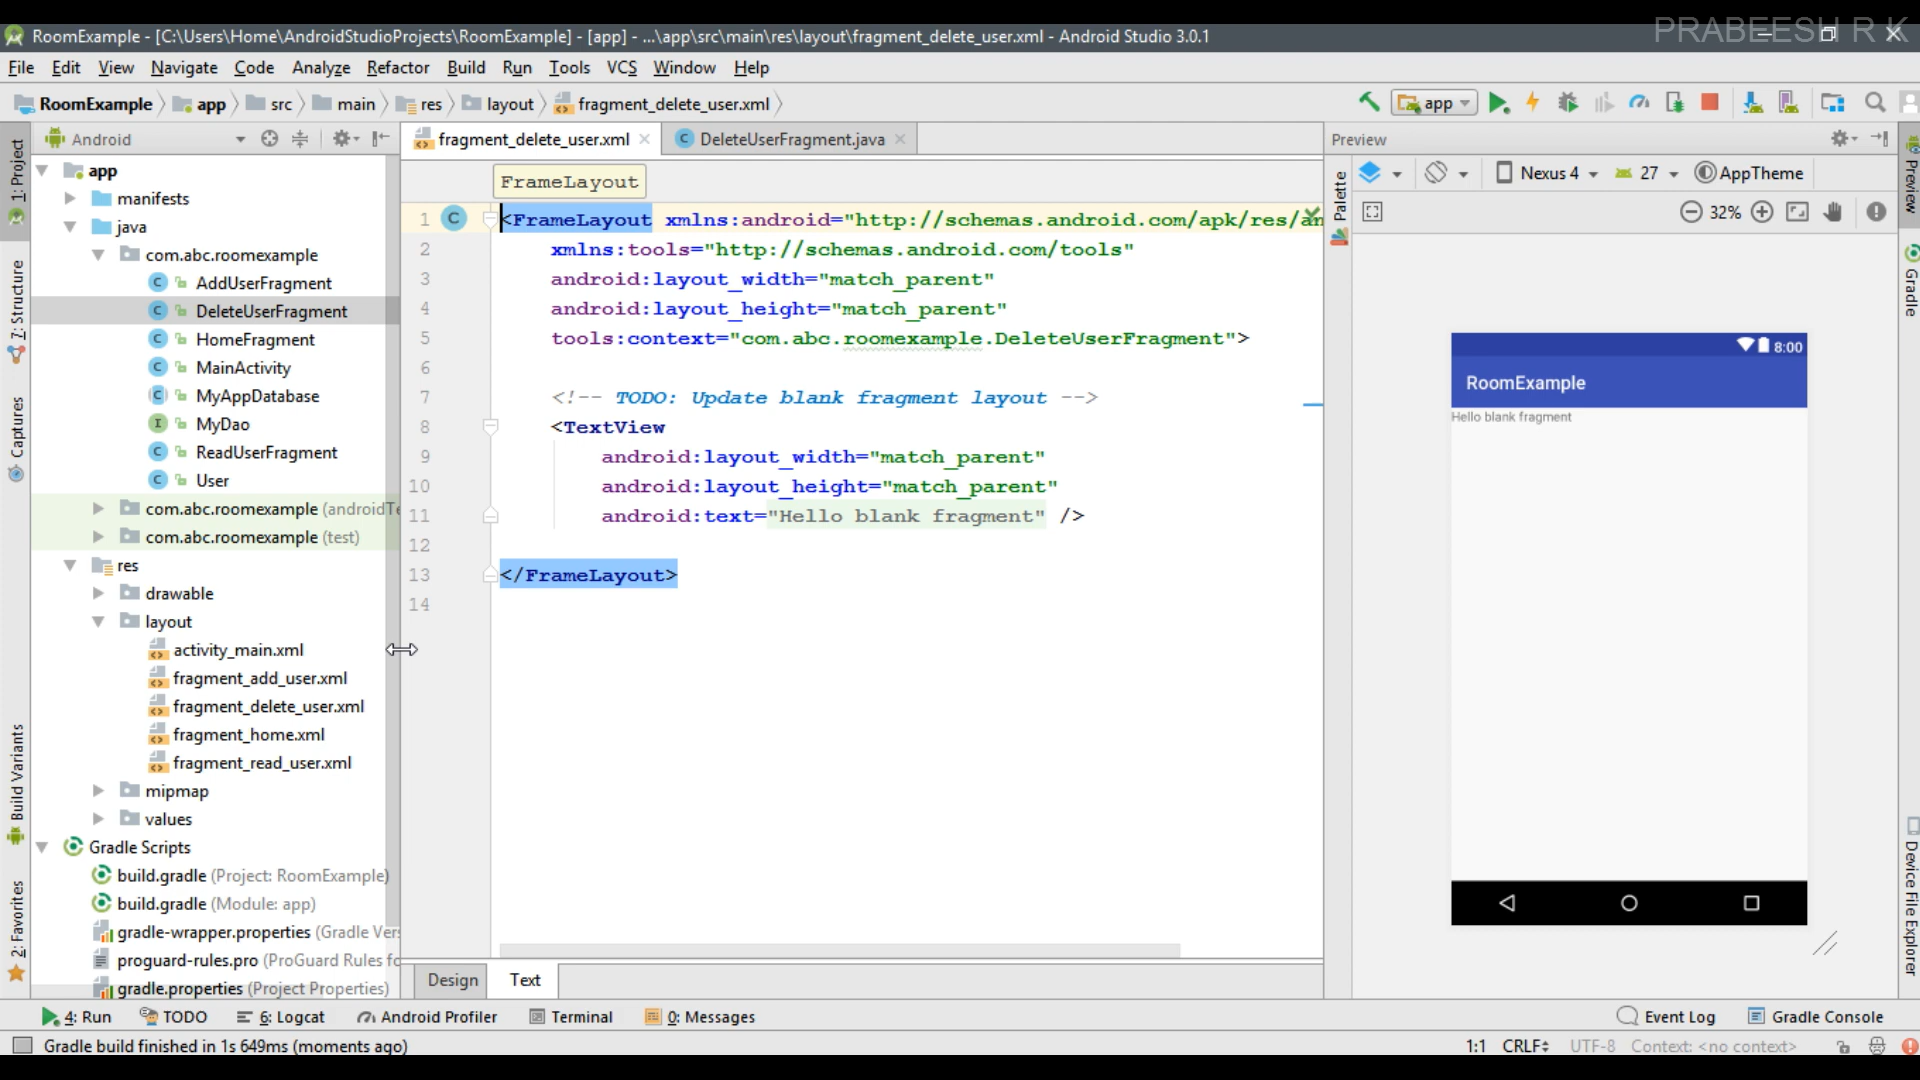 PRABEESH R K
RoomExample - [C:\Users\Home\AndroidStudioProjects\RoomExample] - [app] - ...\app\src\main\res\layout\fragment_delete_user.xml - Android Studio 3.0.1
File Edit View Navigate Code Analyze Refactor Build Run Tools VCS Window Help
RoomExample app src main res layout fragment_delete_user.xml
app
1: Project
7: Structure
Captures
Build Variants
2: Favorites
Android
app
manifests
java
com.abc.roomexample
AddUserFragment
DeleteUserFragment
HomeFragment
MainActivity
MyAppDatabase
MyDao
ReadUserFragment
User
com.abc.roomexample (androidTe
com.abc.roomexample (test)
res
drawable
layout
activity_main.xml
fragment_add_user.xml
fragment_delete_user.xml
fragment_home.xml
fragment_read_user.xml
mipmap
values
Gradle Scripts
build.gradle (Project: RoomExample)
build.gradle (Module: app)
gradle-wrapper.properties (Gradle Vers
proguard-rules.pro (ProGuard Rules fo
gradle.properties (Project Properties)
fragment_delete_user.xml DeleteUserFragment.java
FrameLayout
1 <FrameLayout xmlns:android="http://schemas.android.com/apk/res/an
2 xmlns:tools="http://schemas.android.com/tools"
3 android:layout_width="match_parent"
4 android:layout_height="match_parent"
5 tools:context="com.abc.roomexample.DeleteUserFragment">
6
7 <!-- TODO: Update blank fragment layout -->
8 <TextView
9 android:layout_width="match_parent"
10 android:layout_height="match_parent"
11 android:text="Hello blank fragment" />
12
13 </FrameLayout>
14
Design Text
Preview
Palette
Nexus 4 27 AppTheme
32%
8:00
RoomExample
Hello blank fragment
Preview
Gradle
Device File Explorer
4: Run TODO 6: Logcat Android Profiler Terminal 0: Messages Event Log Gradle Console
Gradle build finished in 1s 649ms (moments ago) 1:1 CRLF UTF-8 Context: <no context>